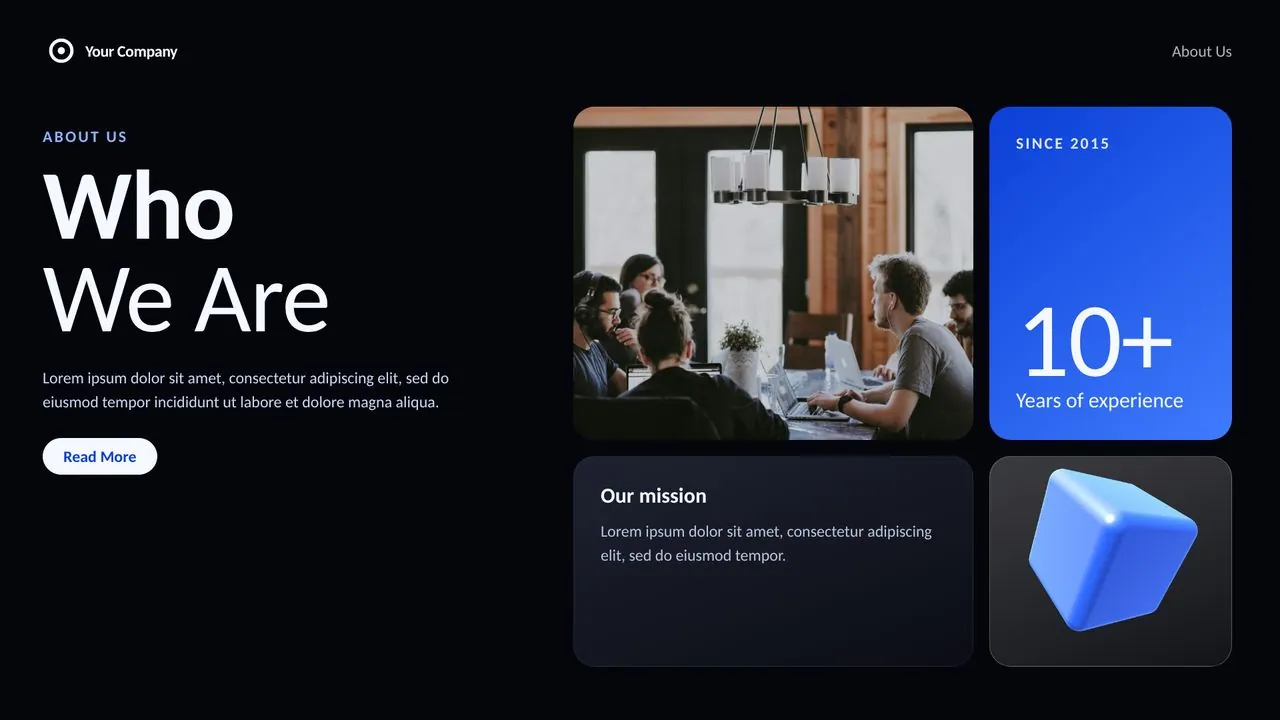 Your Company
About Us
ABOUT US
Who
We Are
Lorem ipsum dolor sit amet, consectetur adipiscing elit, sed do
eiusmod tempor incididunt ut labore et dolore magna aliqua.
Read More
SINCE 2015
10+
Years of experience
Our mission
Lorem ipsum dolor sit amet, consectetur adipiscing
elit, sed do eiusmod tempor.